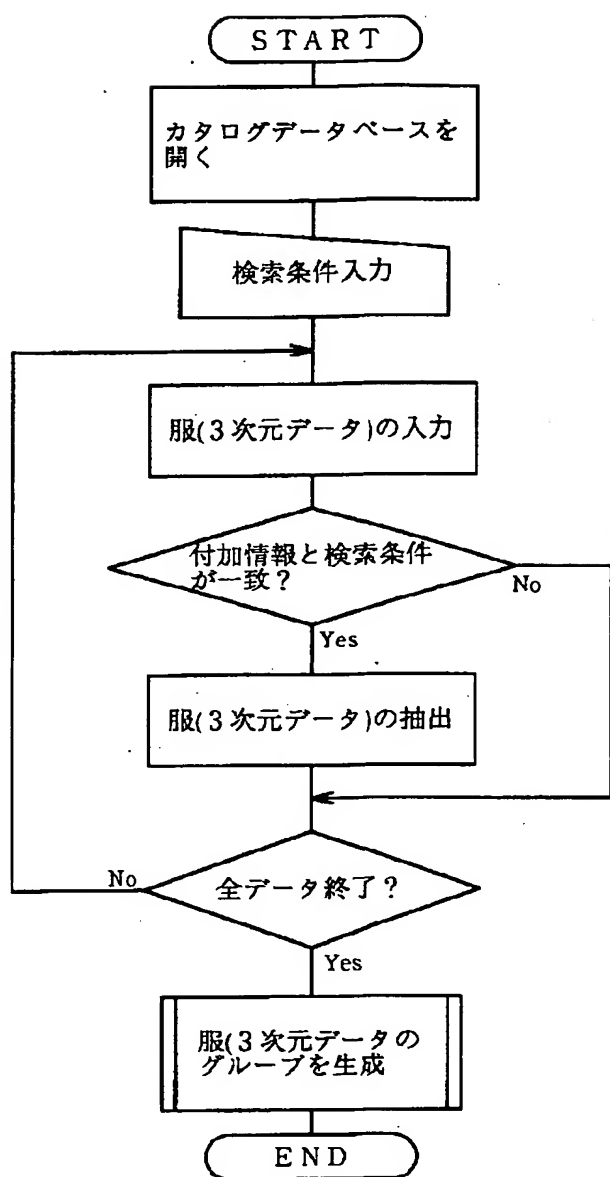 START
カタログデータベースを
開く
検索条件入力
服(3次元データ)の入力
付加情報と検索条件
が一致?
No
Yes
服(3次元データ)の抽出
No
全データ終了?
Yes
服(3次元データの
グループを生成
END